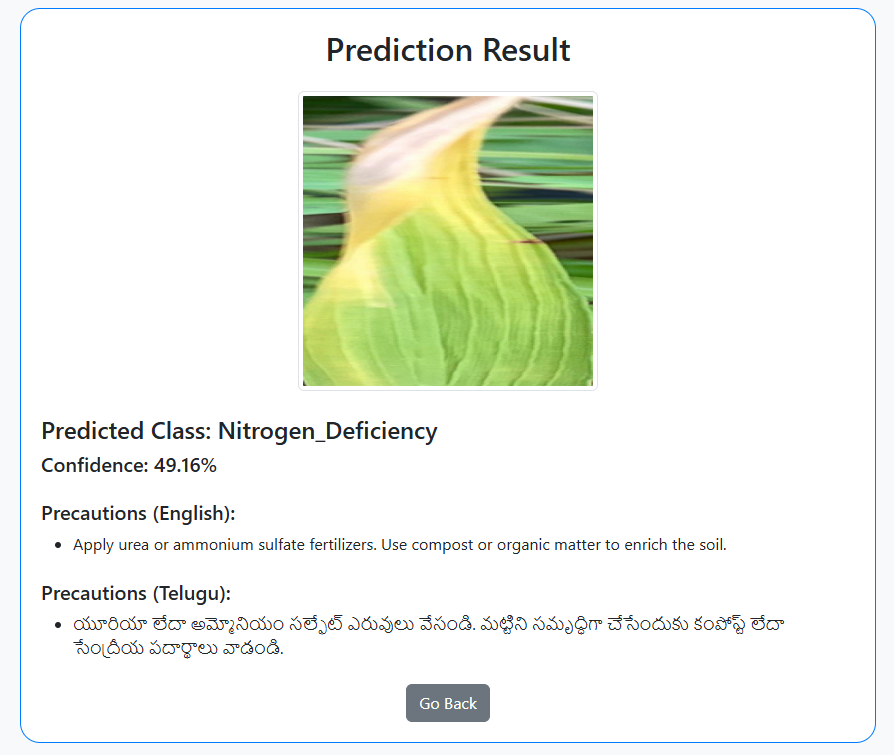 Prediction Result
Predicted Class: Nitrogen_Deficiency
Confidence: 49.16%
Precautions (English):
Apply urea or ammonium sulfate fertilizers. Use compost or organic matter to enrich the soil.
Precautions (Telugu):
యూరియా లేదా అమ్మోనియం సల్ఫేట్ ఎరువులు వేసండి. మట్టిని సమృద్ధిగా చేసేందుకు కంపోస్ట్ లేదా
సేంద్రీయ పదార్థాలు వాడండి.
Go Back